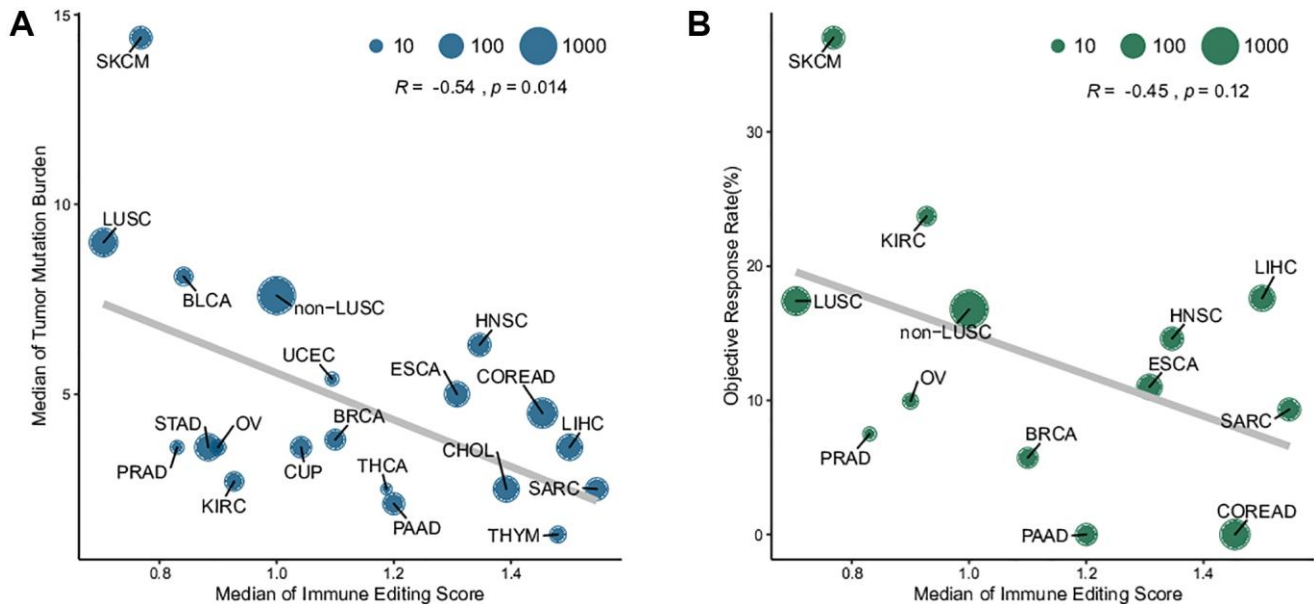 A
15
10
5
0.8
1.0
1.2
1.4
Median of Tumor Mutation Burden
Median of Immune Editing Score
10
100
1000
R = -0.54 , p = 0.014
SKCM
LUSC
BLCA
non-LUSC
HNSC
UCEC
ESCA
COREAD
STAD
OV
BRCA
LIHC
PRAD
CUP
THCA
CHOL
KIRC
PAAD
SARC
THYM
B
30
20
10
0
0.8
1.0
1.2
1.4
Objective Response Rate(%)
Median of Immune Editing Score
10
100
1000
R = -0.45 , p = 0.12
SKCM
KIRC
LIHC
LUSC
non-LUSC
HNSC
ESCA
OV
SARC
PRAD
BRCA
COREAD
PAAD